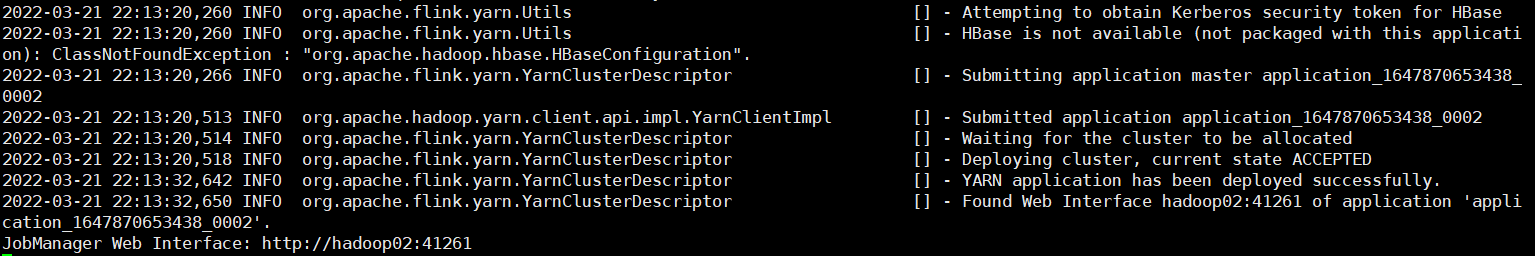 2022-03-21 22:13:20,260 INFO  org.apache.flink.yarn.Utils                                  [] - Attempting to obtain Kerberos security token for HBase
2022-03-21 22:13:20,260 INFO  org.apache.flink.yarn.Utils                                  [] - HBase is not available (not packaged with this applicati
on): ClassNotFoundException : "org.apache.hadoop.hbase.HBaseConfiguration".
2022-03-21 22:13:20,266 INFO  org.apache.flink.yarn.YarnClusterDescriptor                  [] - Submitting application master application_1647870653438_
0002
2022-03-21 22:13:20,513 INFO  org.apache.hadoop.yarn.client.api.impl.YarnClientImpl        [] - Submitted application application_1647870653438_0002
2022-03-21 22:13:20,514 INFO  org.apache.flink.yarn.YarnClusterDescriptor                  [] - Waiting for the cluster to be allocated
2022-03-21 22:13:20,518 INFO  org.apache.flink.yarn.YarnClusterDescriptor                  [] - Deploying cluster, current state ACCEPTED
2022-03-21 22:13:32,642 INFO  org.apache.flink.yarn.YarnClusterDescriptor                  [] - YARN application has been deployed successfully.
2022-03-21 22:13:32,650 INFO  org.apache.flink.yarn.YarnClusterDescriptor                  [] - Found Web Interface hadoop02:41261 of application 'appli
cation_1647870653438_0002'.
JobManager Web Interface: http://hadoop02:41261